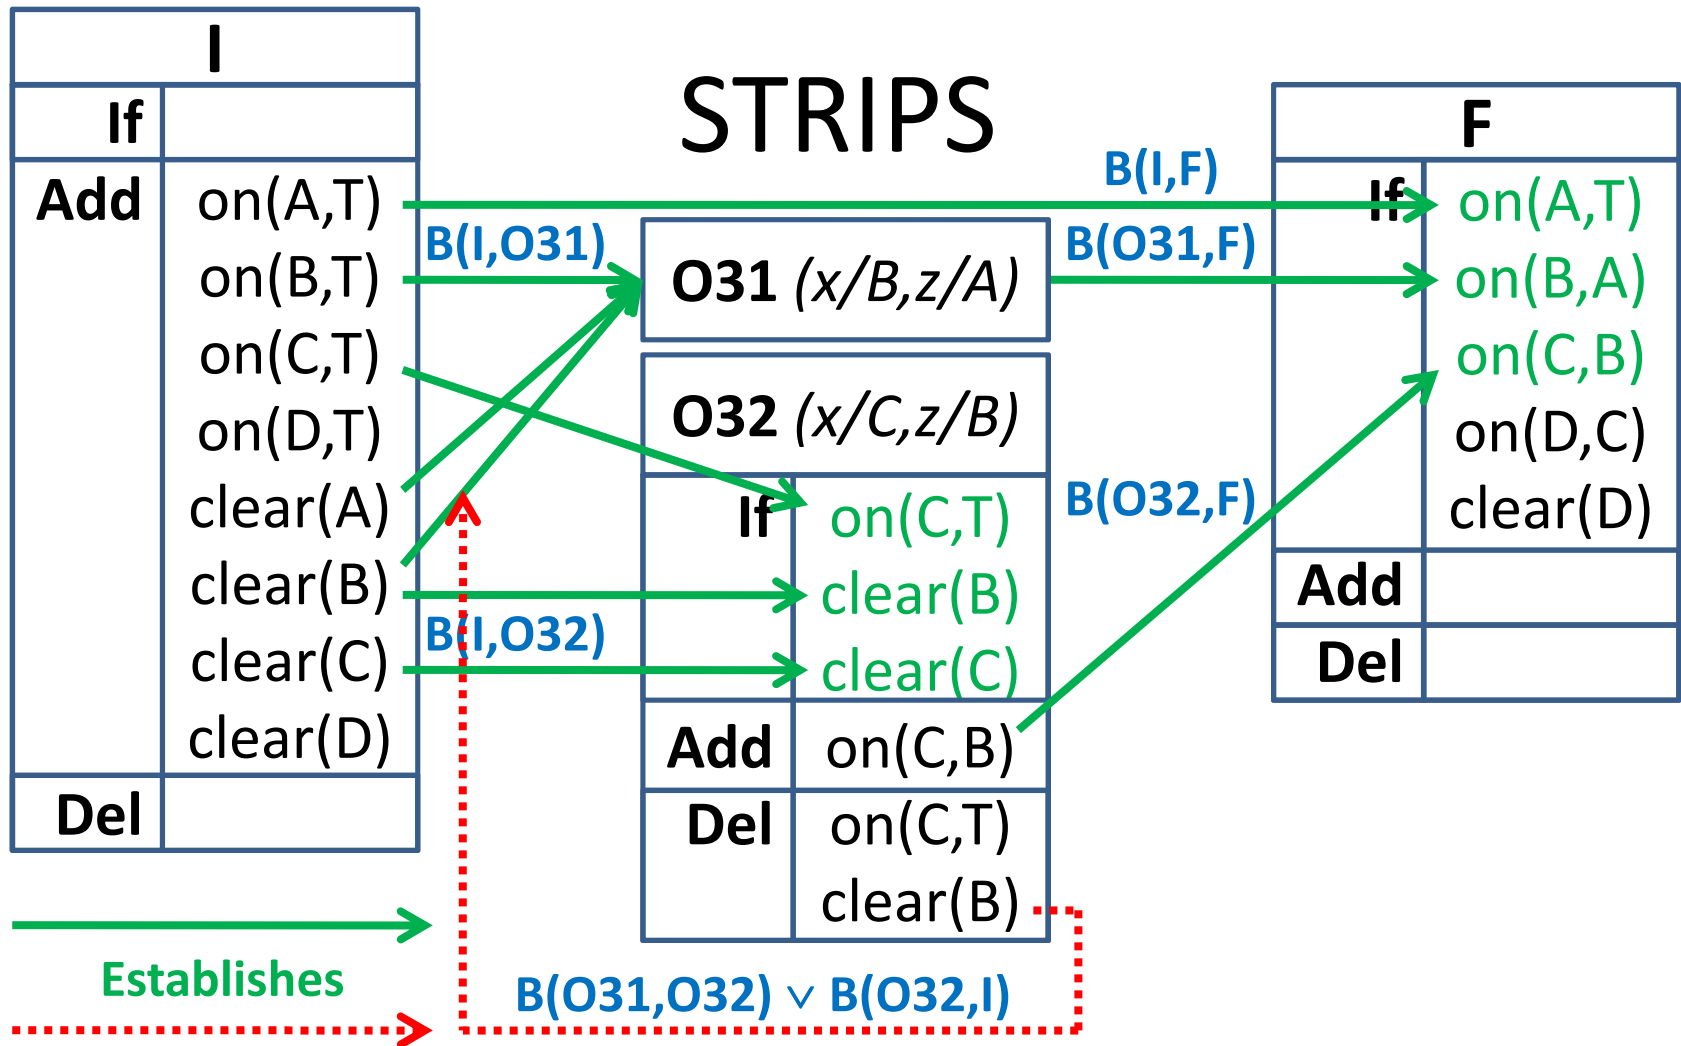 I
If
Add
on(A,T)
on(B,T)
on(C,T)
on(D,T)
clear(A)
clear(B)
clear(C)
clear(D)
Del
STRIPS
B(I,F)
B(I,O31)
B(O31,F)
O31 (x/B,z/A)
O32 (x/C,z/B)
If
on(C,T)
clear(B)
clear(C)
Add
on(C,B)
Del
on(C,T)
clear(B)
B(I,O32)
B(O32,F)
F
If
on(A,T)
on(B,A)
on(C,B)
on(D,C)
clear(D)
Add
Del
Establishes
B(O31,O32) ∨ B(O32,I)